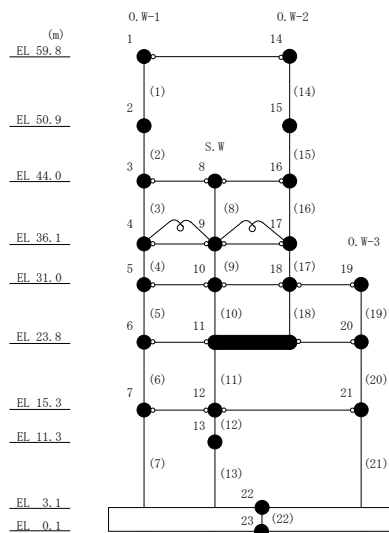 (m) O.W-1 O.W-2
EL 59.8 1 14
(1) (14)
EL 50.9 2 15
(2) S.W (15)
EL 44.0 3 8 16
(3) (8) (16)
EL 36.1 4 9 17 O.W-3
EL 31.0 5 (4) 10 (9) 18 (17) 19
(5) (10) (18) (19)
EL 23.8 6 11 20
(6) (11) (20)
EL 15.3 7 12 21
(12)
EL 11.3 13
(7) (13) (21)
EL 3.1 22
EL 0.1 23 (22)